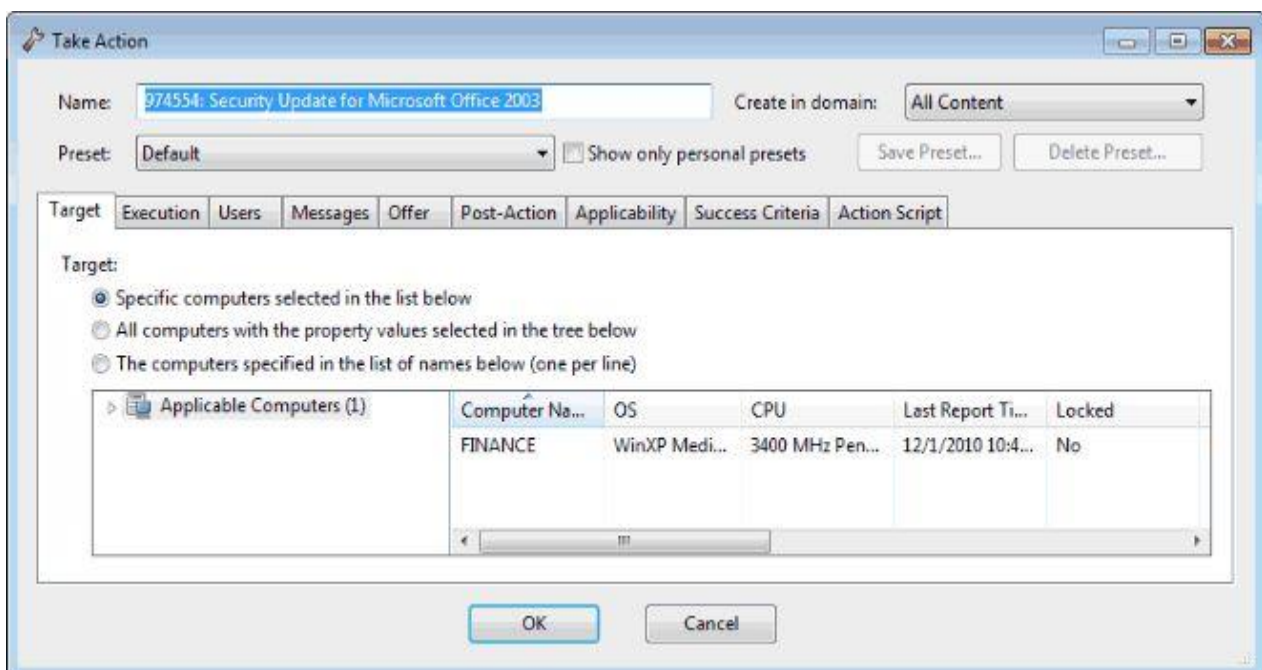 Take Action
Name: 974554: Security Update for Microsoft Office 2003 Create in domain: All Content
Preset: Default Show only personal presets Save Preset... Delete Preset...
Target Execution Users Messages Offer Post-Action Applicability Success Criteria Action Script
Target:
Specific computers selected in the list below
All computers with the property values selected in the tree below
The computers specified in the list of names below (one per line)
Applicable Computers (1) Computer Na... OS CPU Last Report Ti... Locked
FINANCE WinXP Medi... 3400 MHz Pen... 12/1/2010 10:4... No
OK Cancel